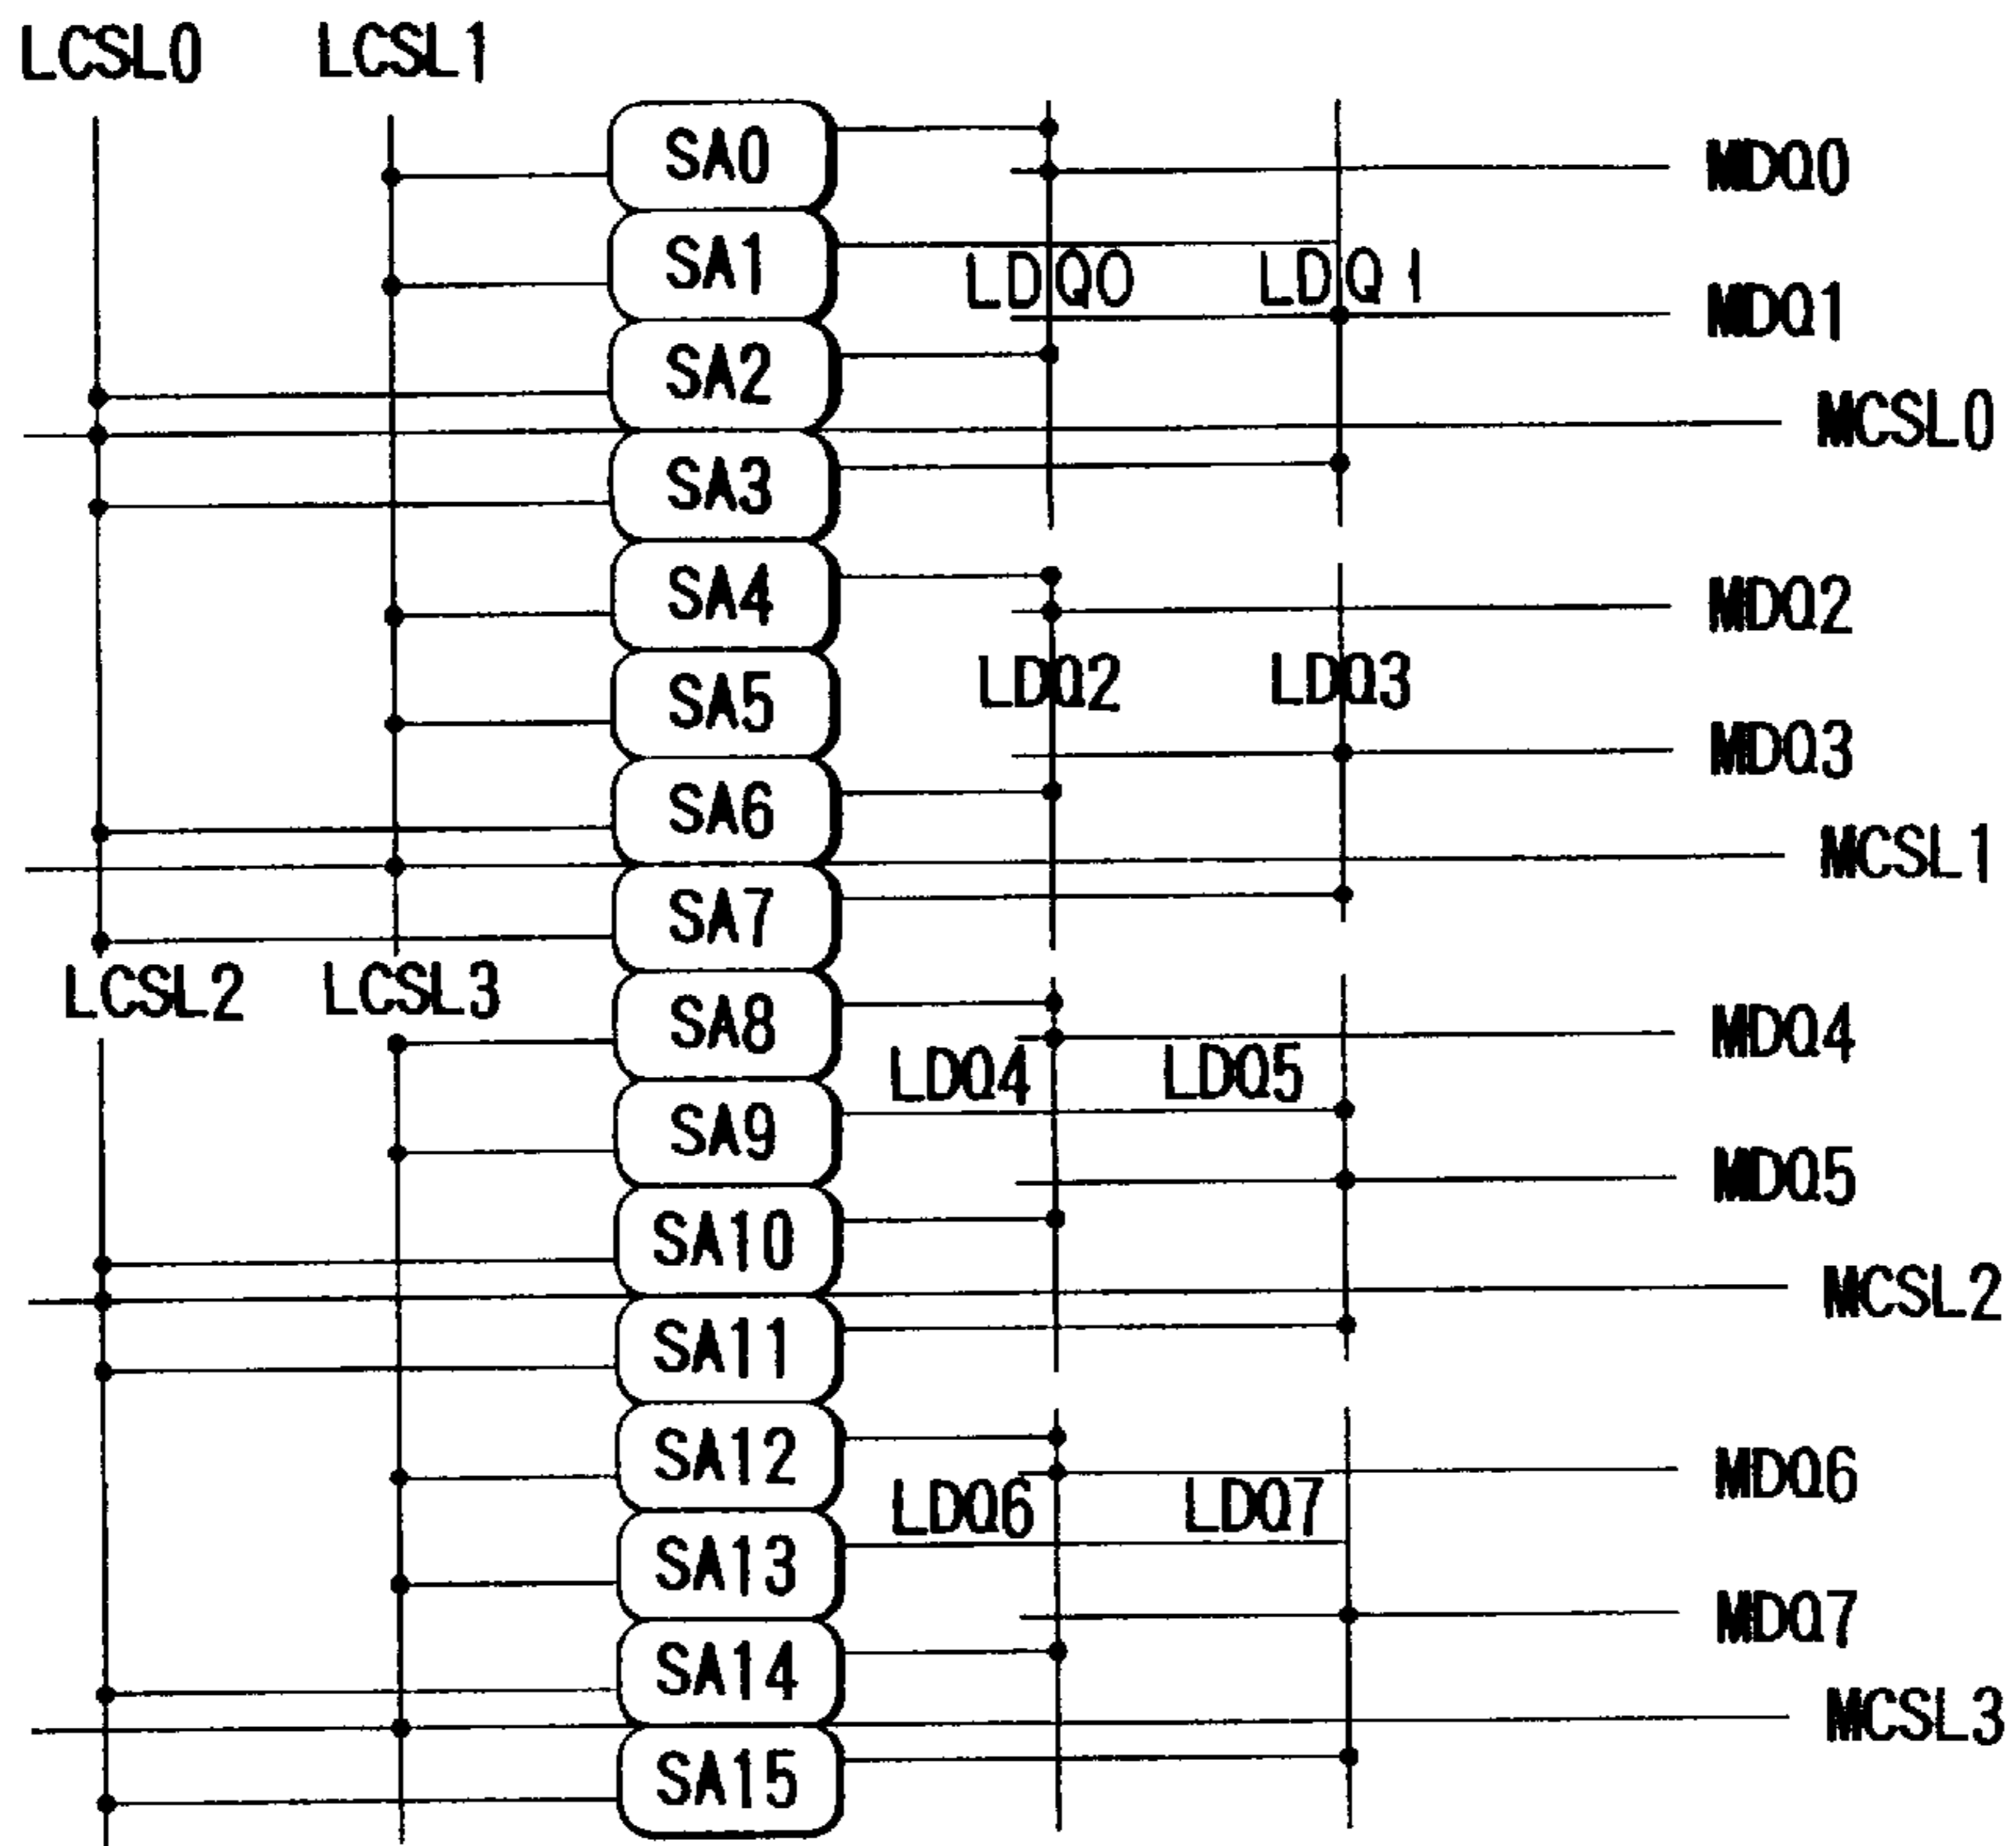 LCSL0 LCSL1
SA0
MDQ0
SA1
LDQ0 LDQ1
MDQ1
SA2
MCSL0
SA3
SA4
MDQ2
SA5
LDQ2 LDQ3
MDQ3
SA6
MCSL1
SA7
LCSL2 LCSL3
SA8
MDQ4
LDQ4 LDQ5
SA9
MDQ5
SA10
MCSL2
SA11
SA12
MDQ6
LDQ6 LDQ7
SA13
MDQ7
SA14
MCSL3
SA15